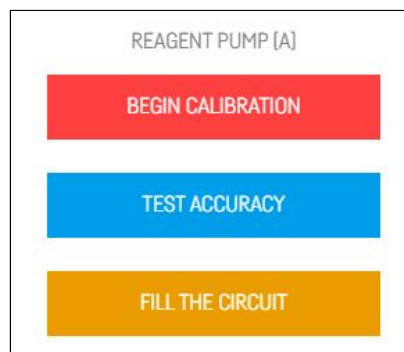 REAGENT PUMP [A]
BEGIN CALIBRATION
TEST ACCURACY
FILL THE CIRCUIT